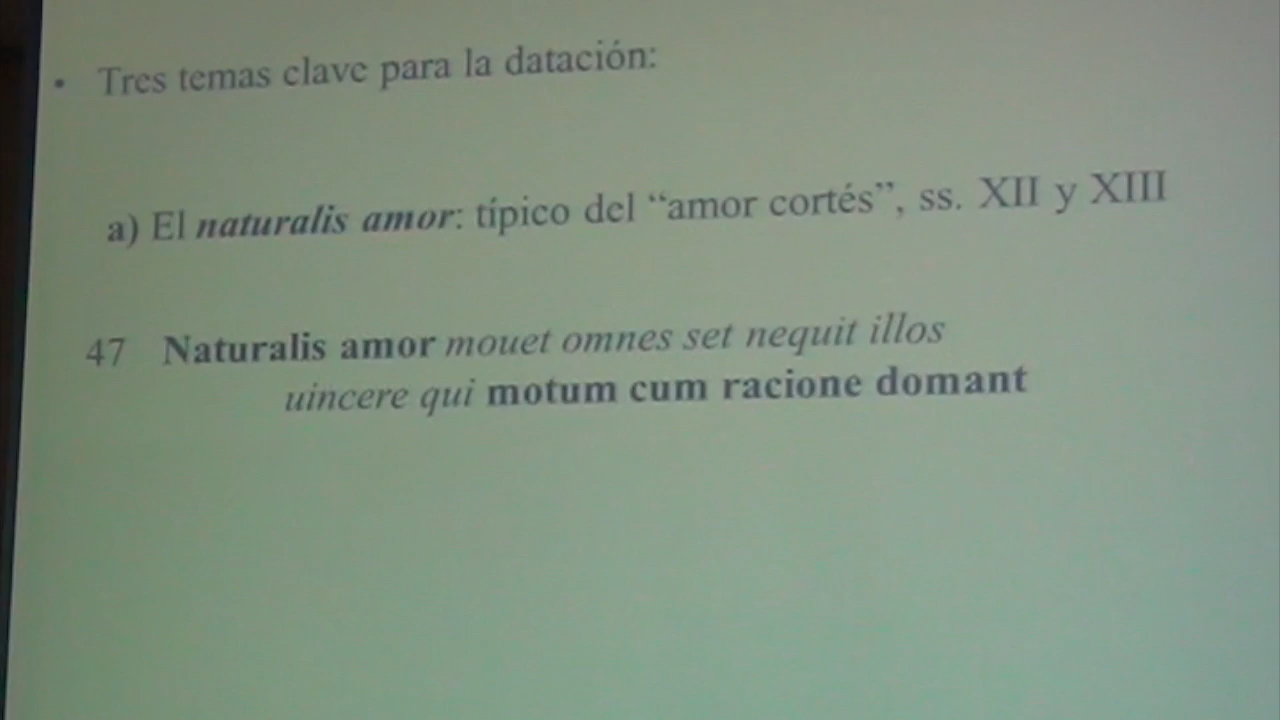 • Tres temas clave para la datación:
a) El naturalis amor: típico del “amor cortés”, ss. XII y XIII
47 Naturalis amor mouet omnes set nequit illos
uincere qui motum cum racione domant